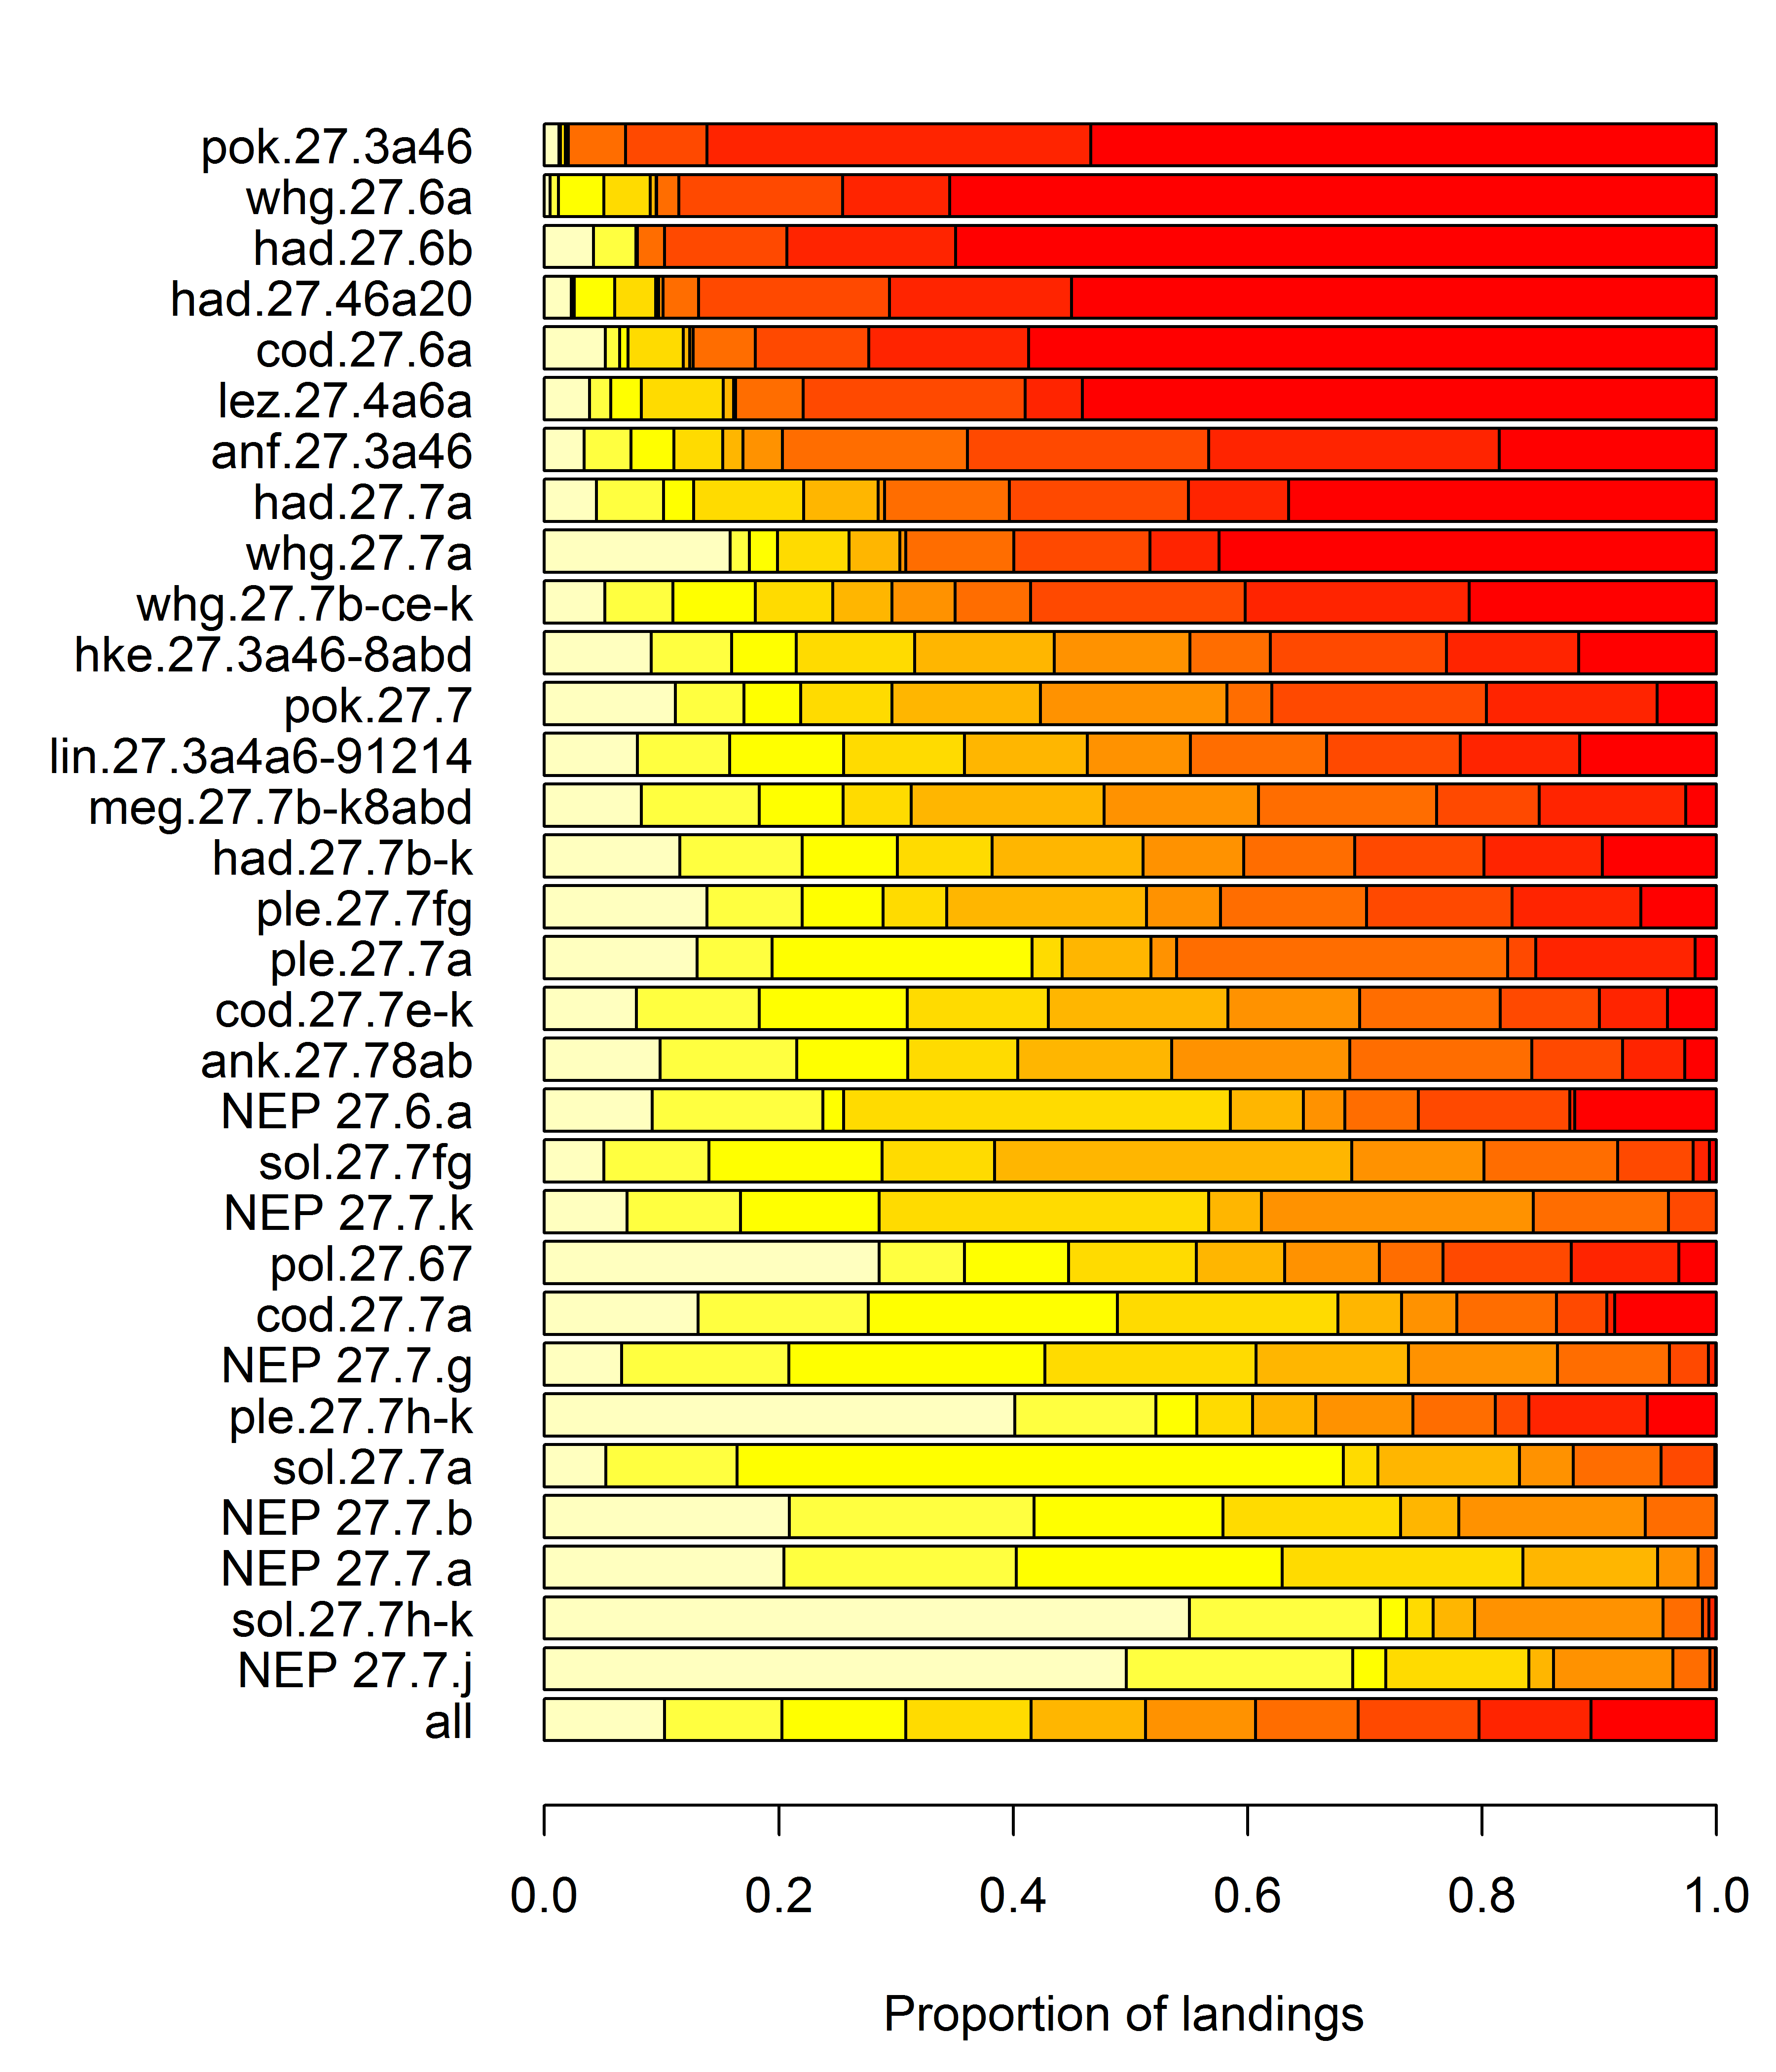 pok.27.3a46
whg.27.6a
had.27.6b
had.27.46a20
cod.27.6a
lez.27.4a6a
anf.27.3a46
had.27.7a
whg.27.7a
whg.27.7b-ce-k
hke.27.3a46-8abd
pok.27.7
lin.27.3a4a6-91214
meg.27.7b-k8abd
had.27.7b-k
ple.27.7fg
ple.27.7a
cod.27.7e-k
ank.27.78ab
NEP 27.6.a
sol.27.7fg
NEP 27.7.k
pol.27.67
cod.27.7a
NEP 27.7.g
ple.27.7h-k
sol.27.7a
NEP 27.7.b
NEP 27.7.a
sol.27.7h-k
NEP 27.7.j
all
0.0 0.2 0.4 0.6 0.8 1.0
Proportion of landings